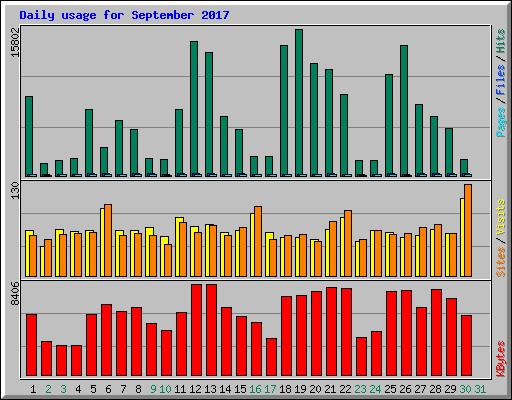 Daily usage for September 2017
15802
Pages / Files / Hits
130
Sites / Visits
8406
KBytes
1 2 3 4 5 6 7 8 9 10 11 12 13 14 15 16 17 18 19 20 21 22 23 24 25 26 27 28 29 30 31